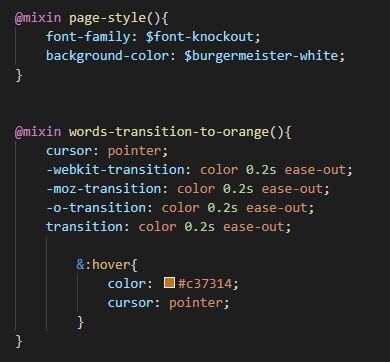 @mixin page-style(){
    font-family: $font-knockout;
    background-color: $burgermeister-white;
}
@mixin words-transition-to-orange(){
    cursor: pointer;
    -webkit-transition: color 0.2s ease-out;
    -moz-transition: color 0.2s ease-out;
    -o-transition: color 0.2s ease-out;
    transition: color 0.2s ease-out;
        &:hover{
            color: #c37314;
            cursor: pointer;
        }
}